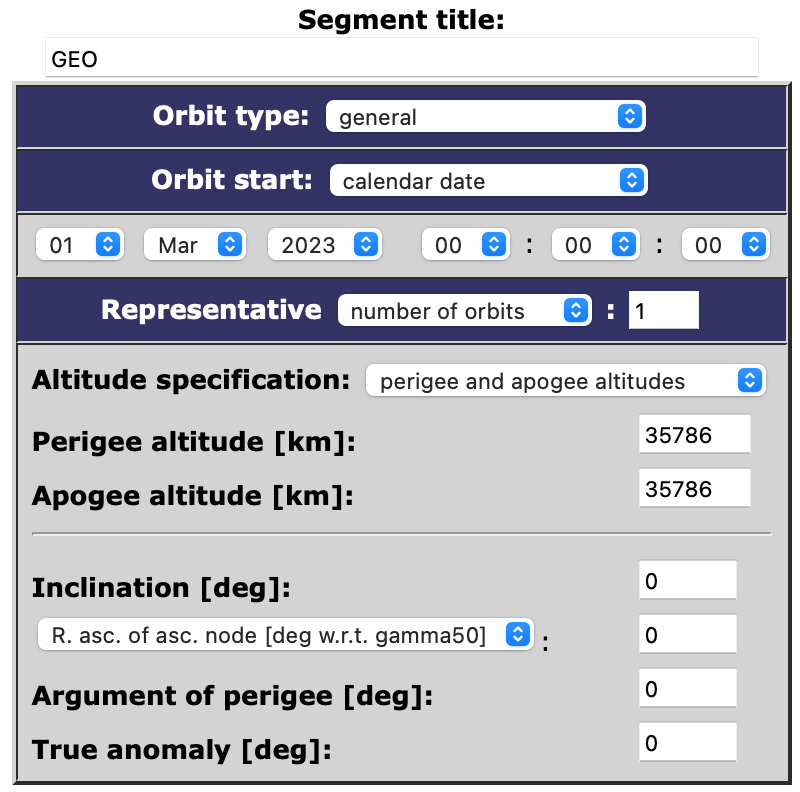 Segment title:
GEO
Orbit type: general
Orbit start: calendar date
01 Mar 2023 00 : 00 : 00
Representative number of orbits : 1
Altitude specification: perigee and apogee altitudes
Perigee altitude [km]: 35786
Apogee altitude [km]: 35786
Inclination [deg]: 0
R. asc. of asc. node [deg w.r.t. gamma50] : 0
Argument of perigee [deg]: 0
True anomaly [deg]: 0